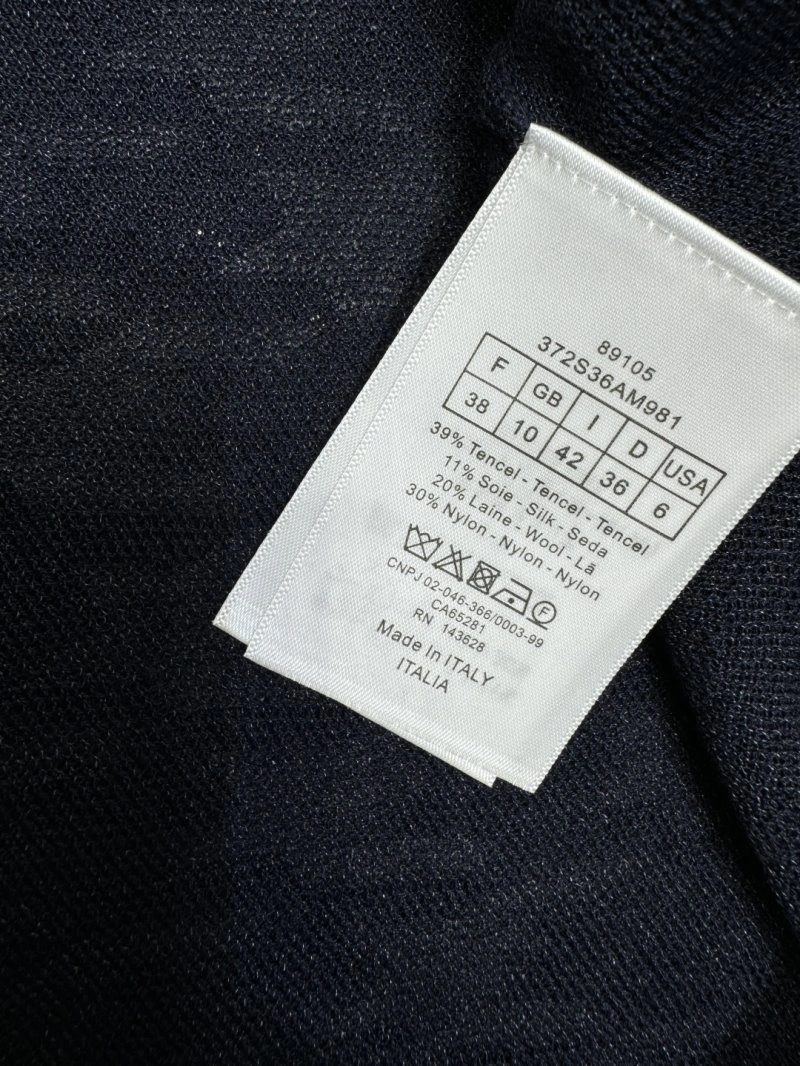 89105
372S36AM981
F GB I D USA
38 10 42 36 6
39% Tencel - Tencel - Tencel
11% Soie - Silk - Seda
20% Laine - Wool - Lã
30% Nylon - Nylon - Nylon
F
CNPJ 02-046-366/0003-99
CA65281
RN 143628
Made In ITALY
ITALIA